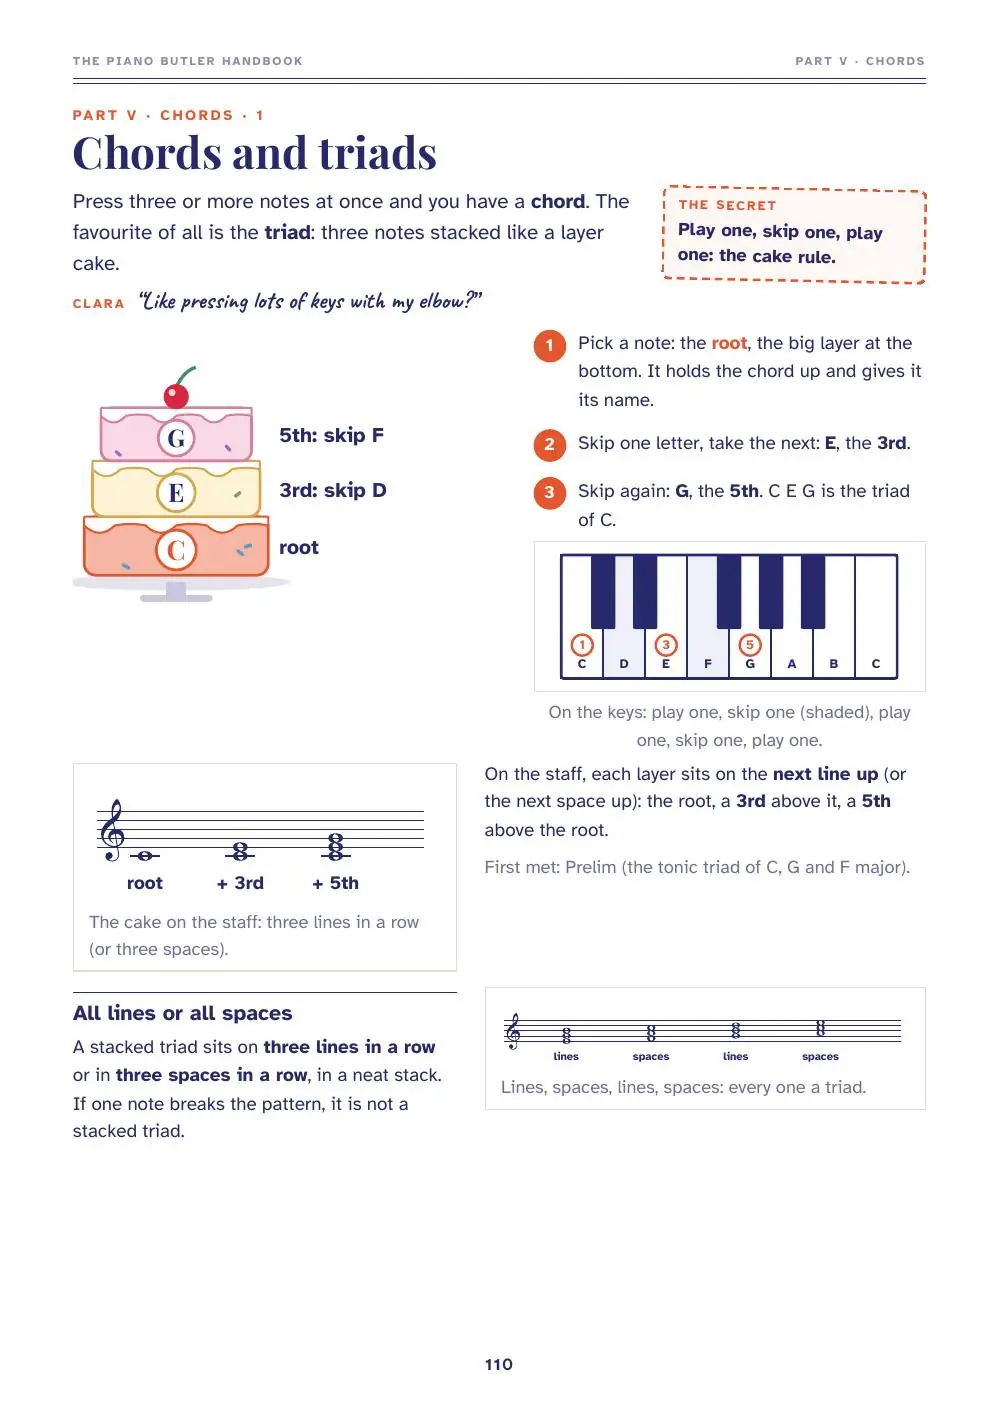 THE PIANO BUTLER HANDBOOK
PART V · CHORDS
PART V · CHORDS · 1
Chords and triads
Press three or more notes at once and you have a chord. The
favourite of all is the triad: three notes stacked like a layer
cake.
THE SECRET
Play one, skip one, play
one: the cake rule.
CLARA “Like pressing lots of keys with my elbow?”
G
5th: skip F
E
3rd: skip D
C
root
1
Pick a note: the root, the big layer at the
bottom. It holds the chord up and gives it
its name.
2
Skip one letter, take the next: E, the 3rd.
3
Skip again: G, the 5th. C E G is the triad
of C.
1 3 5
C D E F G A B C
On the keys: play one, skip one (shaded), play
one, skip one, play one.
root + 3rd + 5th
The cake on the staff: three lines in a row
(or three spaces).
On the staff, each layer sits on the next line up (or
the next space up): the root, a 3rd above it, a 5th
above the root.
First met: Prelim (the tonic triad of C, G and F major).
All lines or all spaces
A stacked triad sits on three lines in a row
or in three spaces in a row, in a neat stack.
If one note breaks the pattern, it is not a
stacked triad.
lines spaces lines spaces
Lines, spaces, lines, spaces: every one a triad.
110